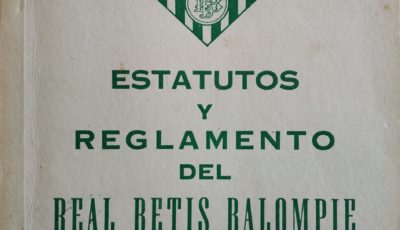 ESTATUTOS
Y
REGLAMENTO
DEL
REAL BETIS BALOMPIE